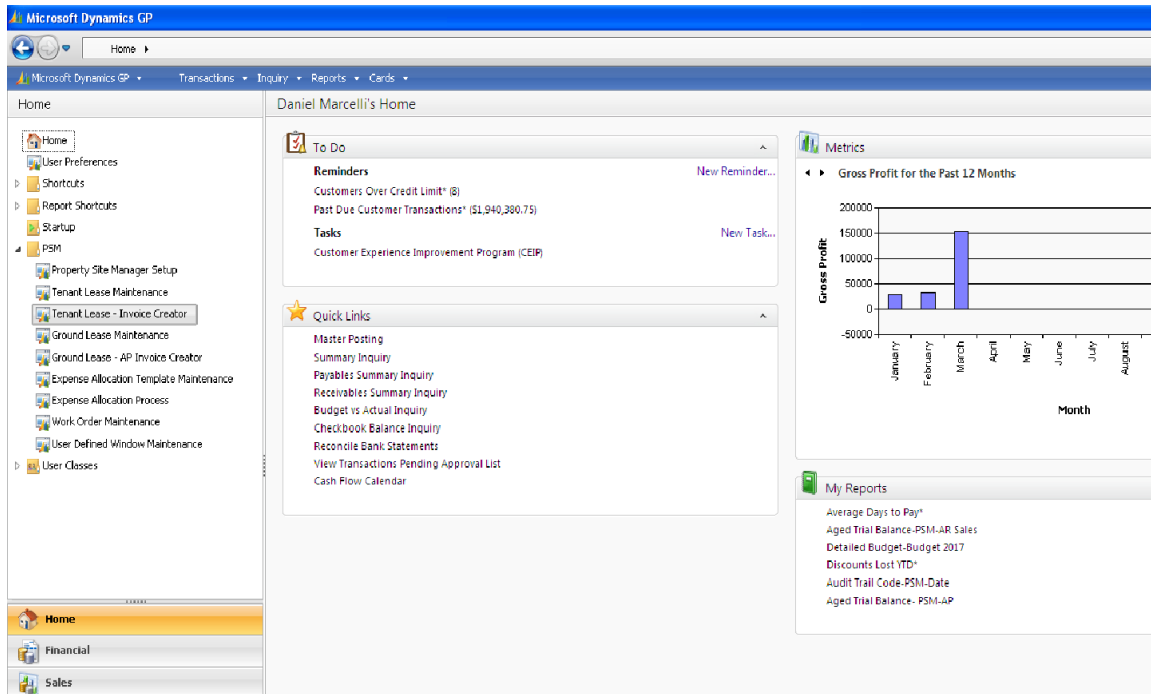 Microsoft Dynamics GP
Home
Microsoft Dynamics GP Transactions Inquiry Reports Cards
Home
Daniel Marcelli's Home
Home
User Preferences
Shortcuts
Report Shortcuts
Startup
PSM
Property Site Manager Setup
Tenant Lease Maintenance
Tenant Lease - Invoice Creator
Ground Lease Maintenance
Ground Lease - AP Invoice Creator
Expense Allocation Template Maintenance
Expense Allocation Process
Work Order Maintenance
User Defined Window Maintenance
User Classes
Home
Financial
Sales
To Do
Reminders New Reminder...
Customers Over Credit Limit* (8)
Past Due Customer Transactions* ($1,940,380.75)
Tasks New Task...
Customer Experience Improvement Program (CEIP)
Quick Links
Master Posting
Summary Inquiry
Payables Summary Inquiry
Receivables Summary Inquiry
Budget vs Actual Inquiry
Checkbook Balance Inquiry
Reconcile Bank Statements
View Transactions Pending Approval List
Cash Flow Calendar
Metrics
Gross Profit for the Past 12 Months
200000
150000
100000
50000
0
-50000
Gross Profit
January
February
March
April
May
June
July
August
Month
My Reports
Average Days to Pay*
Aged Trial Balance-PSM-AR Sales
Detailed Budget-Budget 2017
Discounts Lost YTD*
Audit Trail Code-PSM-Date
Aged Trial Balance- PSM-AP